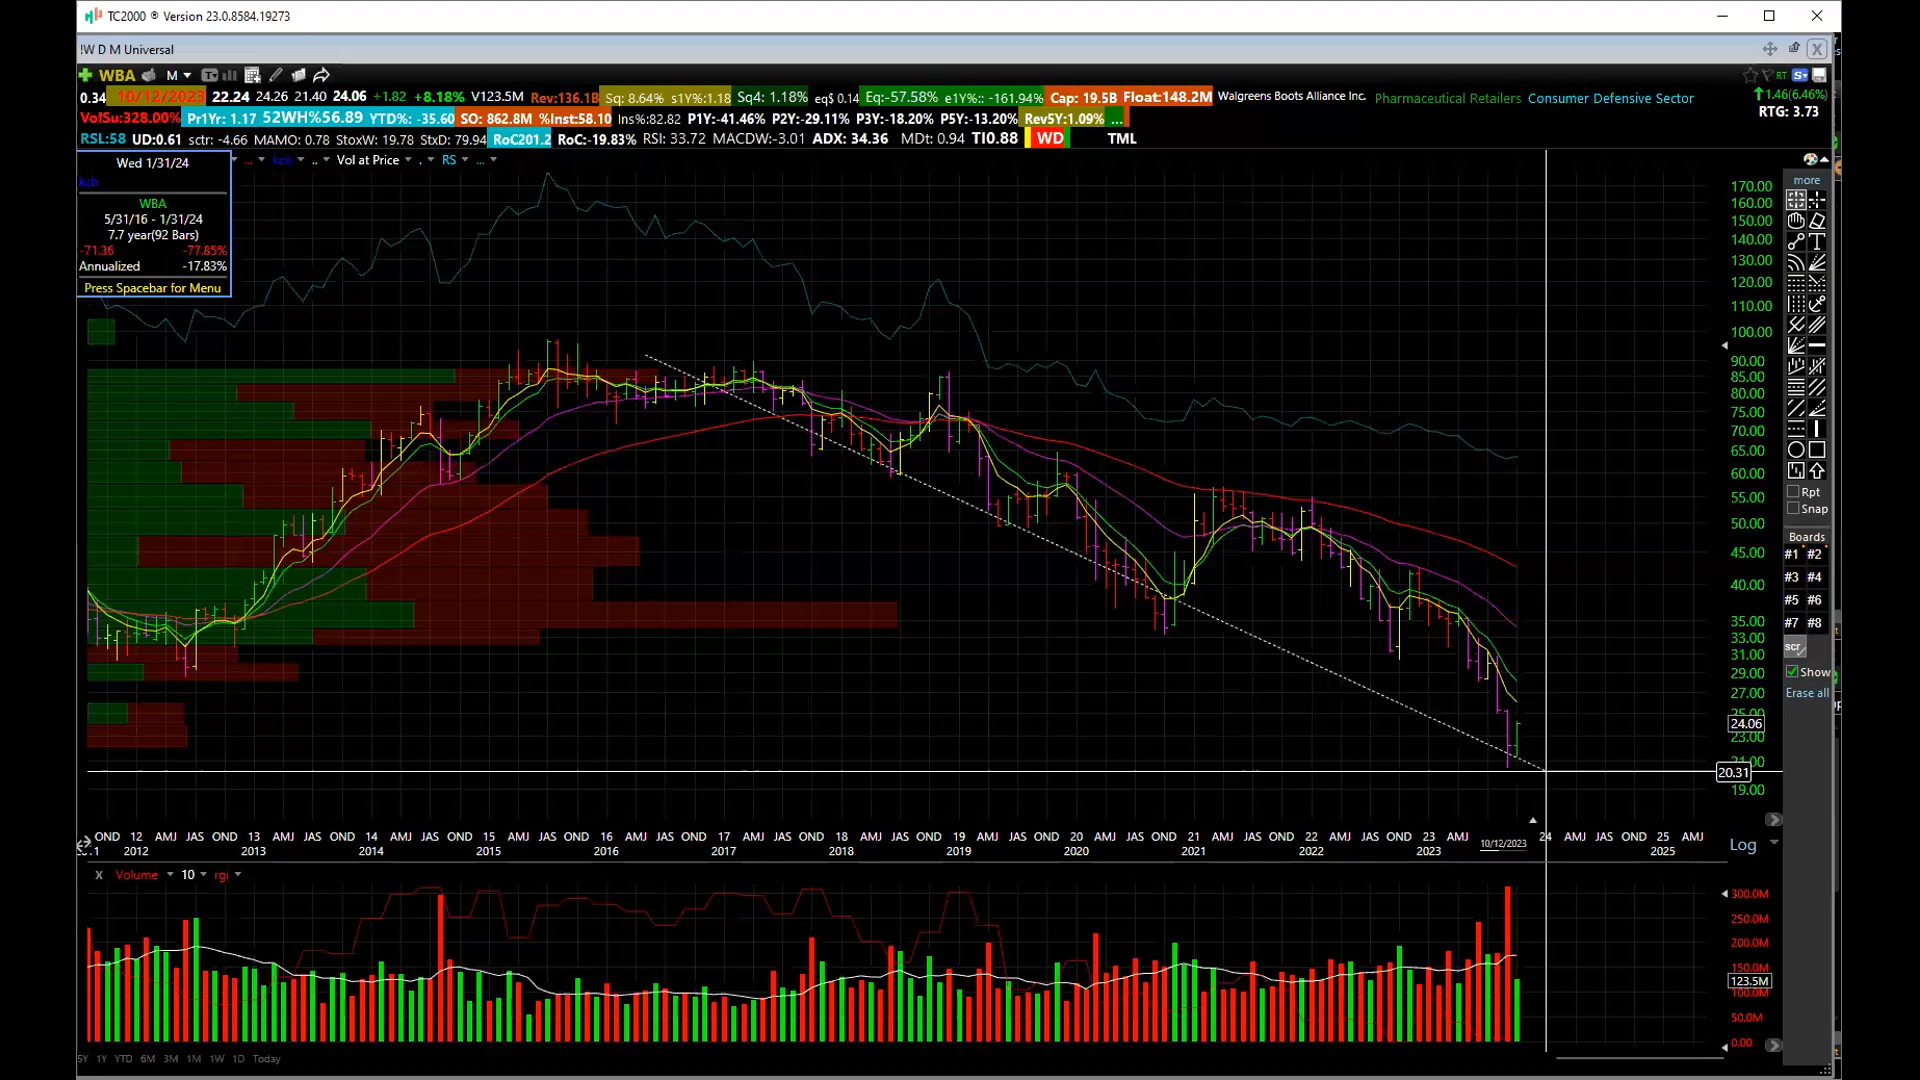 TC2000 ® Version 23.0.8584.19273
!W D M Universal
WBA M
RT
0.34 10/12/2023 22.24 24.26 21.40 24.06 +1.82 +8.18% V123.5M Rev:136.1B Sq: 8.64% s1Y%:1.18 Sq4: 1.18% eq$ 0.14 Eq:-57.58% e1Y%:: -161.94% Cap: 19.5B Float:148.2M Walgreens Boots Alliance Inc. Pharmaceutical Retailers Consumer Defensive Sector 1.46(6.46%)
VolSu:328.00% Pr1Yr: 1.17 52WH%56.89 YTD%: -35.60 SO: 862.8M %Inst:58.10 Ins%:82.82 P1Y:-41.46% P2Y:-29.11% P3Y:-18.20% P5Y:-13.20% Rev5Y:1.09% ... RTG: 3.73
RSL:58 UD:0.61 sctr: -4.66 MAMO: 0.78 StoxW: 19.78 StxD: 79.94 RoC201.2 RoC:-19.83% RSI: 33.72 MACDW:-3.01 ADX: 34.36 MDt: 0.94 TI0.88 WD TML
Wed 1/31/24 ... kcb .. Vol at Price . RS ...
kcb
WBA
5/31/16 - 1/31/24
7.7 year(92 Bars)
-71.36 -77.85%
Annualized -17.83%
Press Spacebar for Menu
170.00
160.00
150.00
140.00
130.00
120.00
110.00
100.00
90.00
85.00
80.00
75.00
70.00
65.00
60.00
55.00
50.00
45.00
40.00
35.00
33.00
31.00
29.00
27.00
25.00
24.06
23.00
21.00
20.31
19.00
more
Rpt
Snap
Boards
#1 #2
#3 #4
#5 #6
#7 #8
scr
Show
Erase all
OND 12 AMJ JAS OND 13 AMJ JAS OND 14 AMJ JAS OND 15 AMJ JAS OND 16 AMJ JAS OND 17 AMJ JAS OND 18 AMJ JAS OND 19 AMJ JAS OND 20 AMJ JAS OND 21 AMJ JAS OND 22 AMJ JAS OND 23 AMJ 10/12/2023 24 AMJ JAS OND 25 AMJ
2012 2013 2014 2015 2016 2017 2018 2019 2020 2021 2022 2023 2025
Log
X Volume 10 rgi
300.0M
250.0M
200.0M
150.0M
123.5M
100.0M
50.0M
0.00
5Y 1Y YTD 6M 3M 1M 1W 1D Today